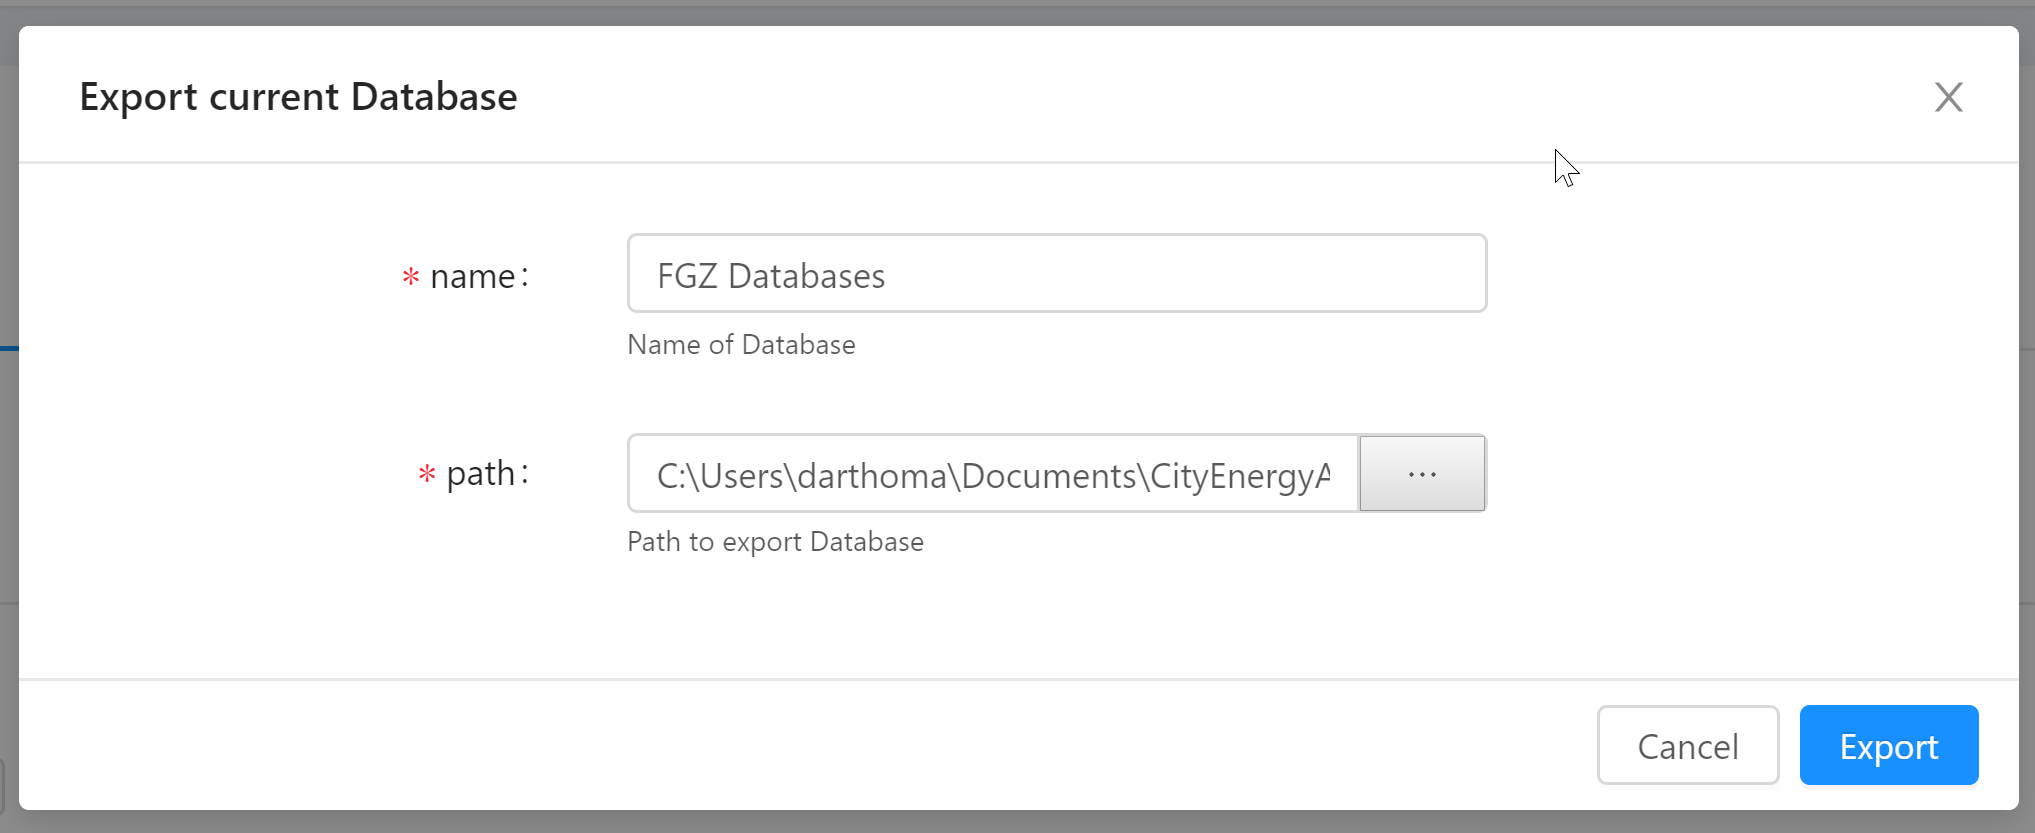 Export current Database
* name:
FGZ Databases
Name of Database
* path:
C:\Users\darthoma\Documents\CityEnergyA
...
Path to export Database
Cancel
Export